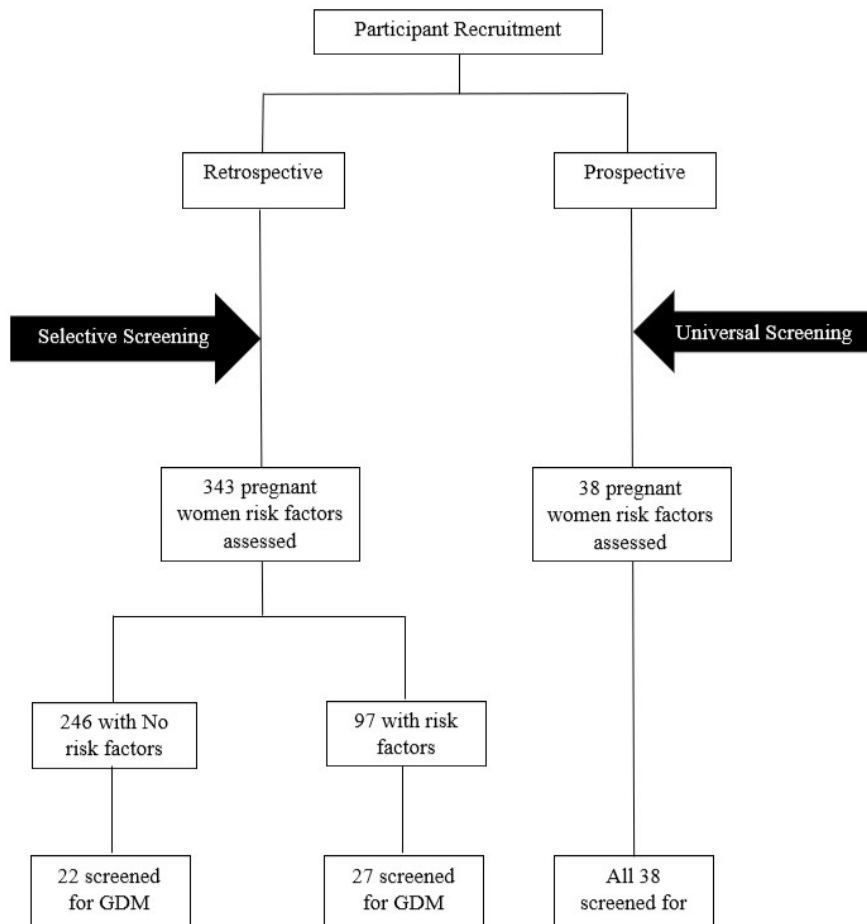 Participant Recruitment
Retrospective
Prospective
Selective Screening
Universal Screening
343 pregnant
women risk factors
assessed
38 pregnant
women risk factors
assessed
246 with No
risk factors
97 with risk
factors
22 screened
for GDM
27 screened
for GDM
All 38
screened for